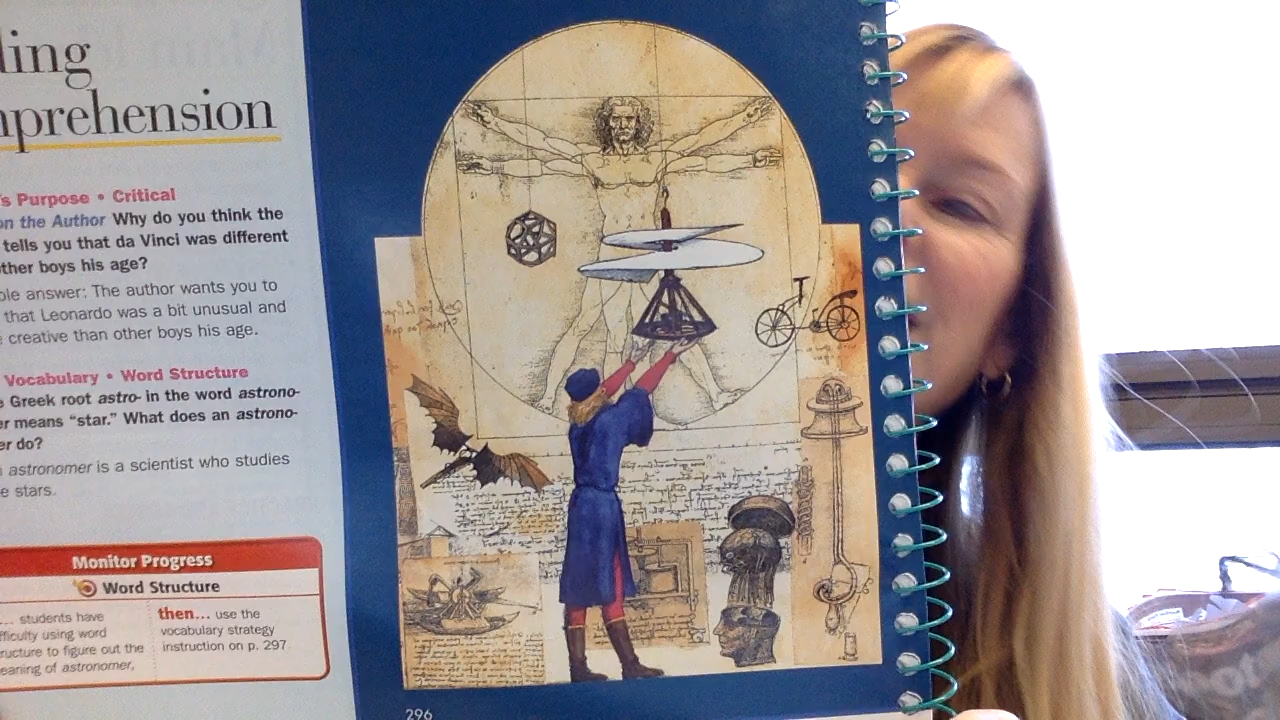 ding
mprehension
's Purpose • Critical
on the Author Why do you think the
tells you that da Vinci was different
ther boys his age?
ble answer: The author wants you to
that Leonardo was a bit unusual and
creative than other boys his age.
Vocabulary • Word Structure
e Greek root astro- in the word astrono-
er means “star.” What does an astrono-
er do?
astronomer is a scientist who studies
e stars.
Monitor Progress
Word Structure
... students have
fficulty using word
ructure to figure out the
eaning of astronomer,
then... use the
vocabulary strategy
instruction on p. 297
296